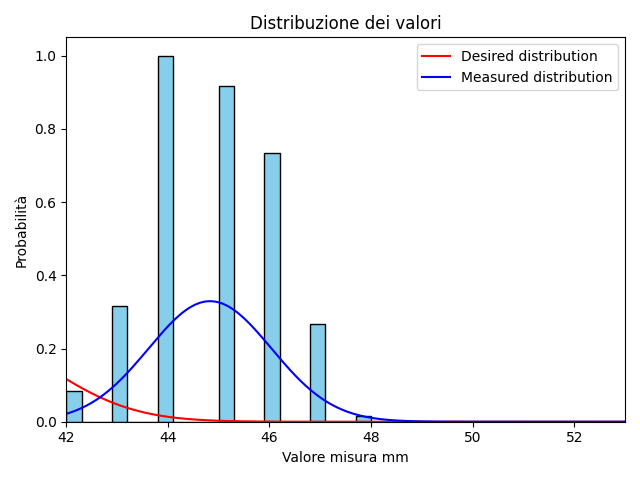 Distribuzione dei valori
Desired distribution
Measured distribution
Probabilità
1.0
0.8
0.6
0.4
0.2
0.0
42 44 46 48 50 52
Valore misura mm